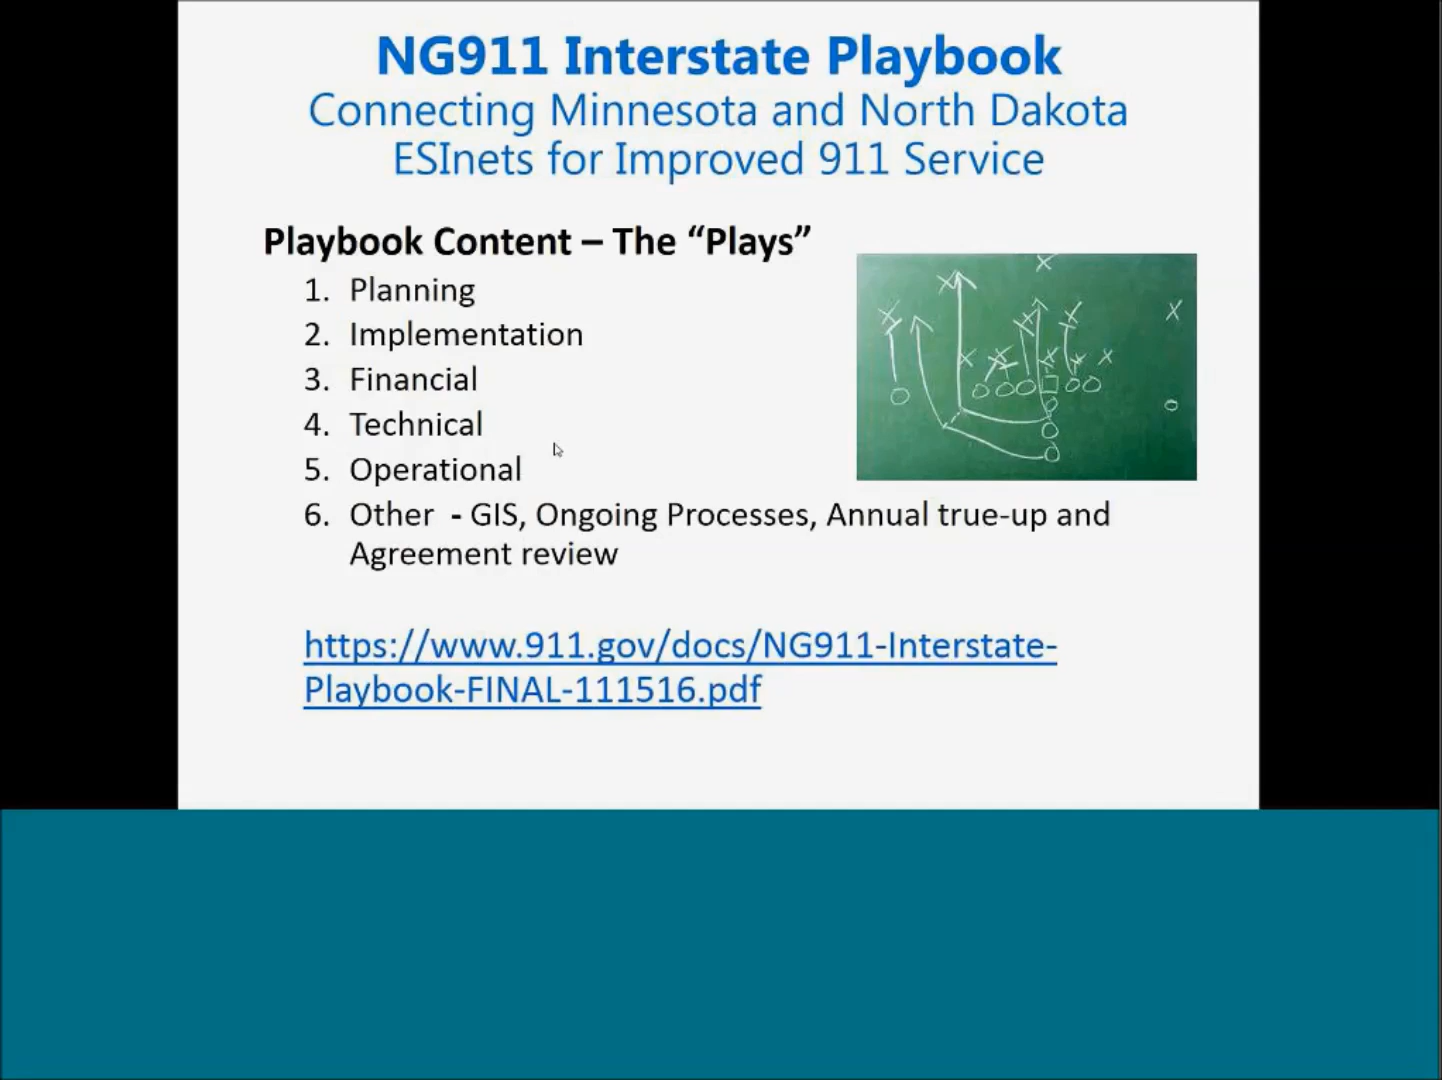 NG911 Interstate Playbook
Connecting Minnesota and North Dakota
ESInets for Improved 911 Service
Playbook Content – The “Plays”
1. Planning
2. Implementation
3. Financial
4. Technical
5. Operational
6. Other - GIS, Ongoing Processes, Annual true-up and
Agreement review
https://www.911.gov/docs/NG911-Interstate-
Playbook-FINAL-111516.pdf